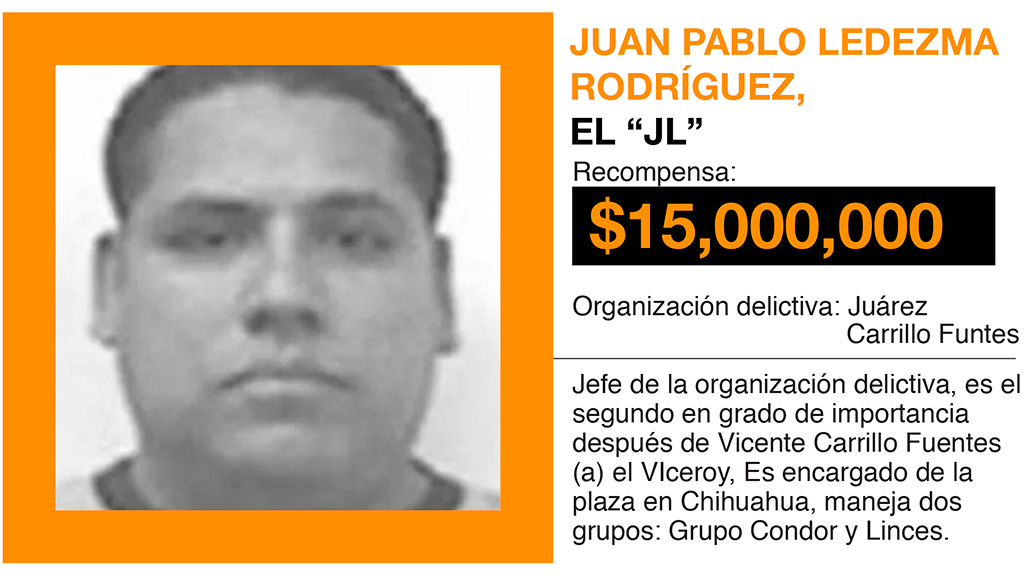 JUAN PABLO LEDEZMA
RODRÍGUEZ,
EL “JL”
Recompensa:
$15,000,000
Organización delictiva: Juárez
Carrillo Funtes
Jefe de la organización delictiva, es el
segundo en grado de importancia
después de Vicente Carrillo Fuentes
(a) el VIceroy, Es encargado de la
plaza en Chihuahua, maneja dos
grupos: Grupo Condor y Linces.